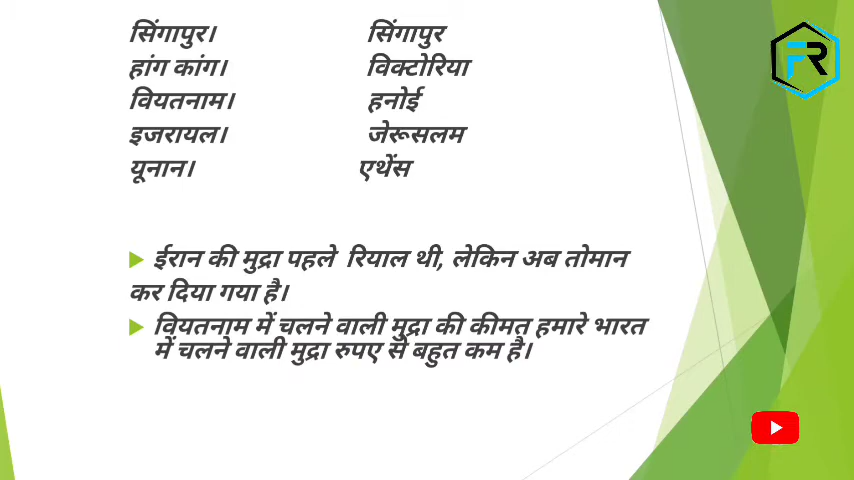 सिंगापुर। सिंगापुर
हांग कांग। विक्टोरिया
वियतनाम। हनोई
इजरायल। जेरूसलम
यूनान। एथेंस
ईरान की मुद्रा पहले रियाल थी, लेकिन अब तोमान
कर दिया गया है।
वियतनाम में चलने वाली मुद्रा की कीमत हमारे भारत
में चलने वाली मुद्रा रुपए से बहुत कम है।
FR